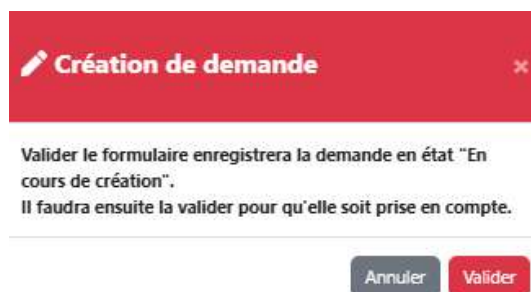 Création de demande
×
Valider le formulaire enregistrera la demande en état "En
cours de création".
Il faudra ensuite la valider pour qu'elle soit prise en compte.
Annuler Valider